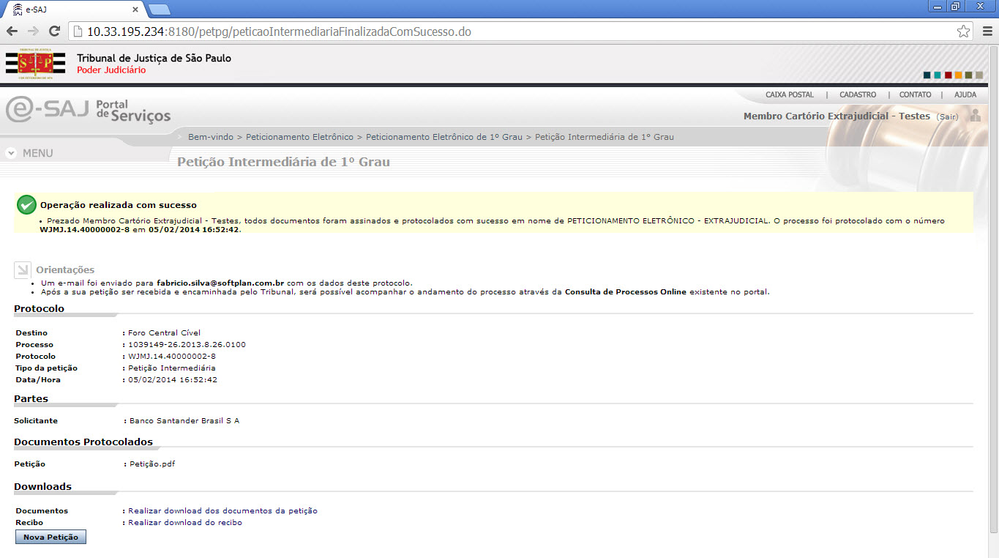 e-SAJ
10.33.195.234:8180/petpg/peticaoIntermediariaFinalizadaComSucesso.do
S P
Tribunal de Justiça de São Paulo
Poder Judiciário
CAIXA POSTAL | CADASTRO | CONTATO | AJUDA
e-SAJ Portal de Serviços
Membro Cartório Extrajudicial - Testes (Sair)
Bem-vindo > Peticionamento Eletrônico > Peticionamento Eletrônico de 1º Grau > Petição Intermediária de 1º Grau
MENU
Petição Intermediária de 1º Grau
Operação realizada com sucesso
• Prezado Membro Cartório Extrajudicial - Testes, todos documentos foram assinados e protocolados com sucesso em nome de PETICIONAMENTO ELETRÔNICO - EXTRAJUDICIAL. O processo foi protocolado com o número
WJMJ.14.40000002-8 em 05/02/2014 16:52:42.
Orientações
• Um e-mail foi enviado para fabricio.silva@softplan.com.br com os dados deste protocolo.
• Após a sua petição ser recebida e encaminhada pelo Tribunal, será possível acompanhar o andamento do processo através da Consulta de Processos Online existente no portal.
Protocolo
Destino : Foro Central Cível
Processo : 1039149-26.2013.8.26.0100
Protocolo : WJMJ.14.40000002-8
Tipo da petição : Petição Intermediária
Data/Hora : 05/02/2014 16:52:42
Partes
Solicitante : Banco Santander Brasil S A
Documentos Protocolados
Petição : Petição.pdf
Downloads
Documentos : Realizar download dos documentos da petição
Recibo : Realizar download do recibo
Nova Petição